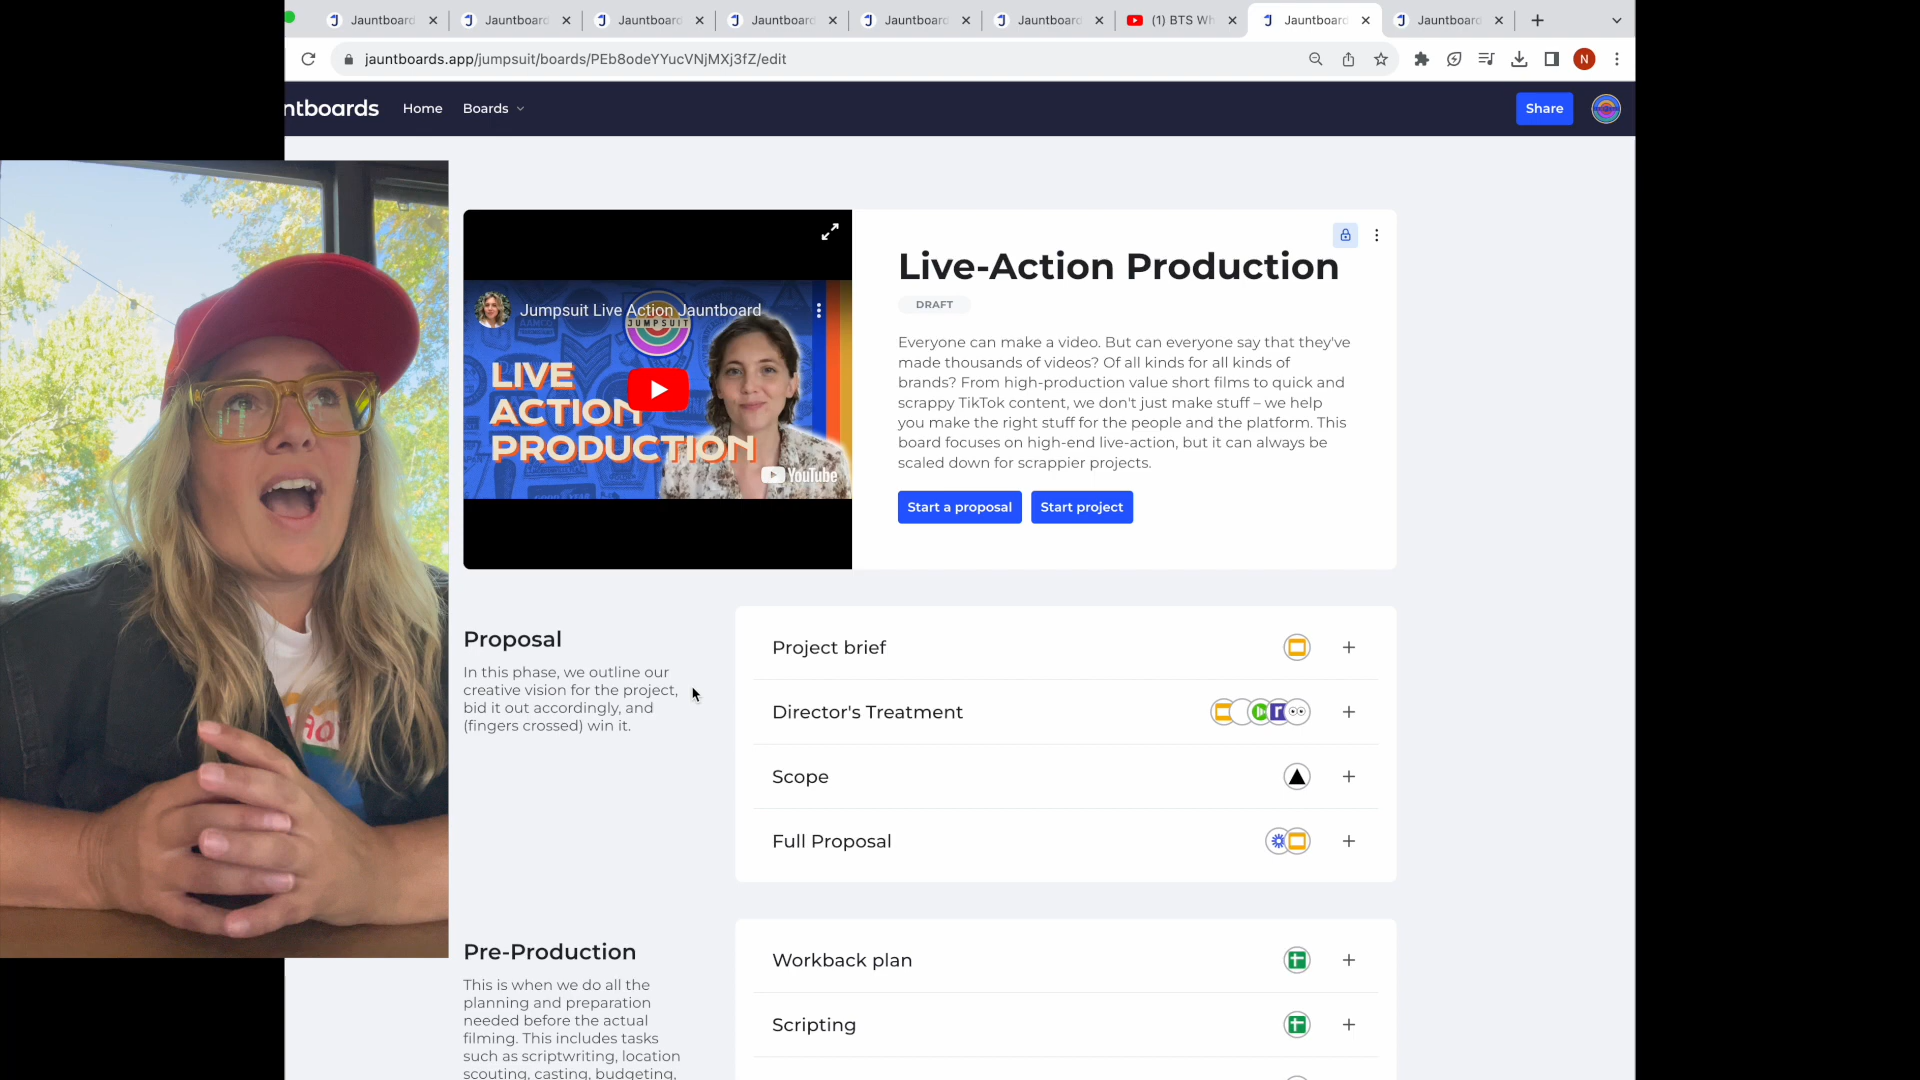 Jauntboard
Jauntboard
Jauntboard
Jauntboard
Jauntboard
Jauntboard
(1) BTS Wh
Jauntboard
Jauntboard
jauntboards.app/jumpsuit/boards/PEb8odeYYucVNjMXj3fZ/edit
N
ntboards
Home
Boards
Share
Jumpsuit Live Action Jauntboard
JUMPSUIT
LIVE
ACTION
PRODUCTION
YouTube
Live-Action Production
DRAFT
Everyone can make a video. But can everyone say that they've
made thousands of videos? Of all kinds for all kinds of
brands? From high-production value short films to quick and
scrappy TikTok content, we don't just make stuff – we help
you make the right stuff for the people and the platform. This
board focuses on high-end live-action, but it can always be
scaled down for scrappier projects.
Start a proposal
Start project
Proposal
In this phase, we outline our
creative vision for the project,
bid it out accordingly, and
(fingers crossed) win it.
Project brief
Director's Treatment
Scope
Full Proposal
Pre-Production
This is when we do all the
planning and preparation
needed before the actual
filming. This includes tasks
such as scriptwriting, location
scouting, casting, budgeting,
Workback plan
Scripting